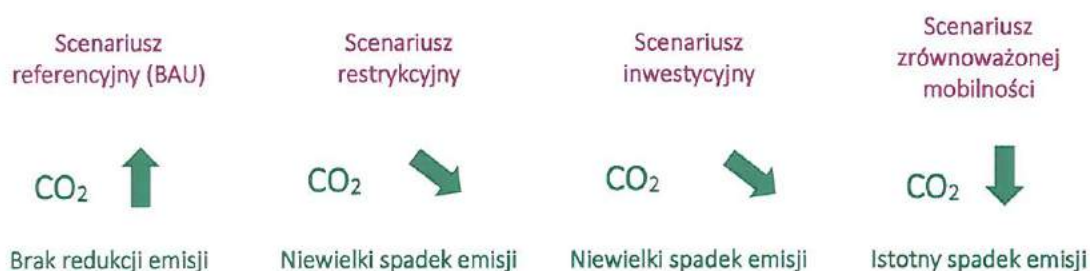 Scenariusz
referencyjny (BAU)
CO₂
Brak redukcji emisji
Scenariusz
restrykcyjny
CO₂
Niewielki spadek emisji
Scenariusz
inwestycyjny
CO₂
Niewielki spadek emisji
Scenariusz
zrównoważonej
mobilności
CO₂
Istotny spadek emisji